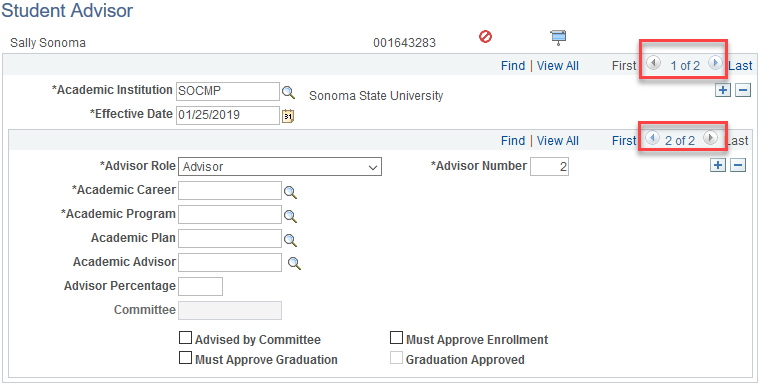 Student Advisor
Sally Sonoma 001643283
Find | View All First 1 of 2 Last
*Academic Institution SOCMP Sonoma State University
*Effective Date 01/25/2019 31
Find | View All First 2 of 2 Last
*Advisor Role Advisor *Advisor Number 2
*Academic Career
*Academic Program
Academic Plan
Academic Advisor
Advisor Percentage
Committee
Advised by Committee Must Approve Enrollment
Must Approve Graduation Graduation Approved